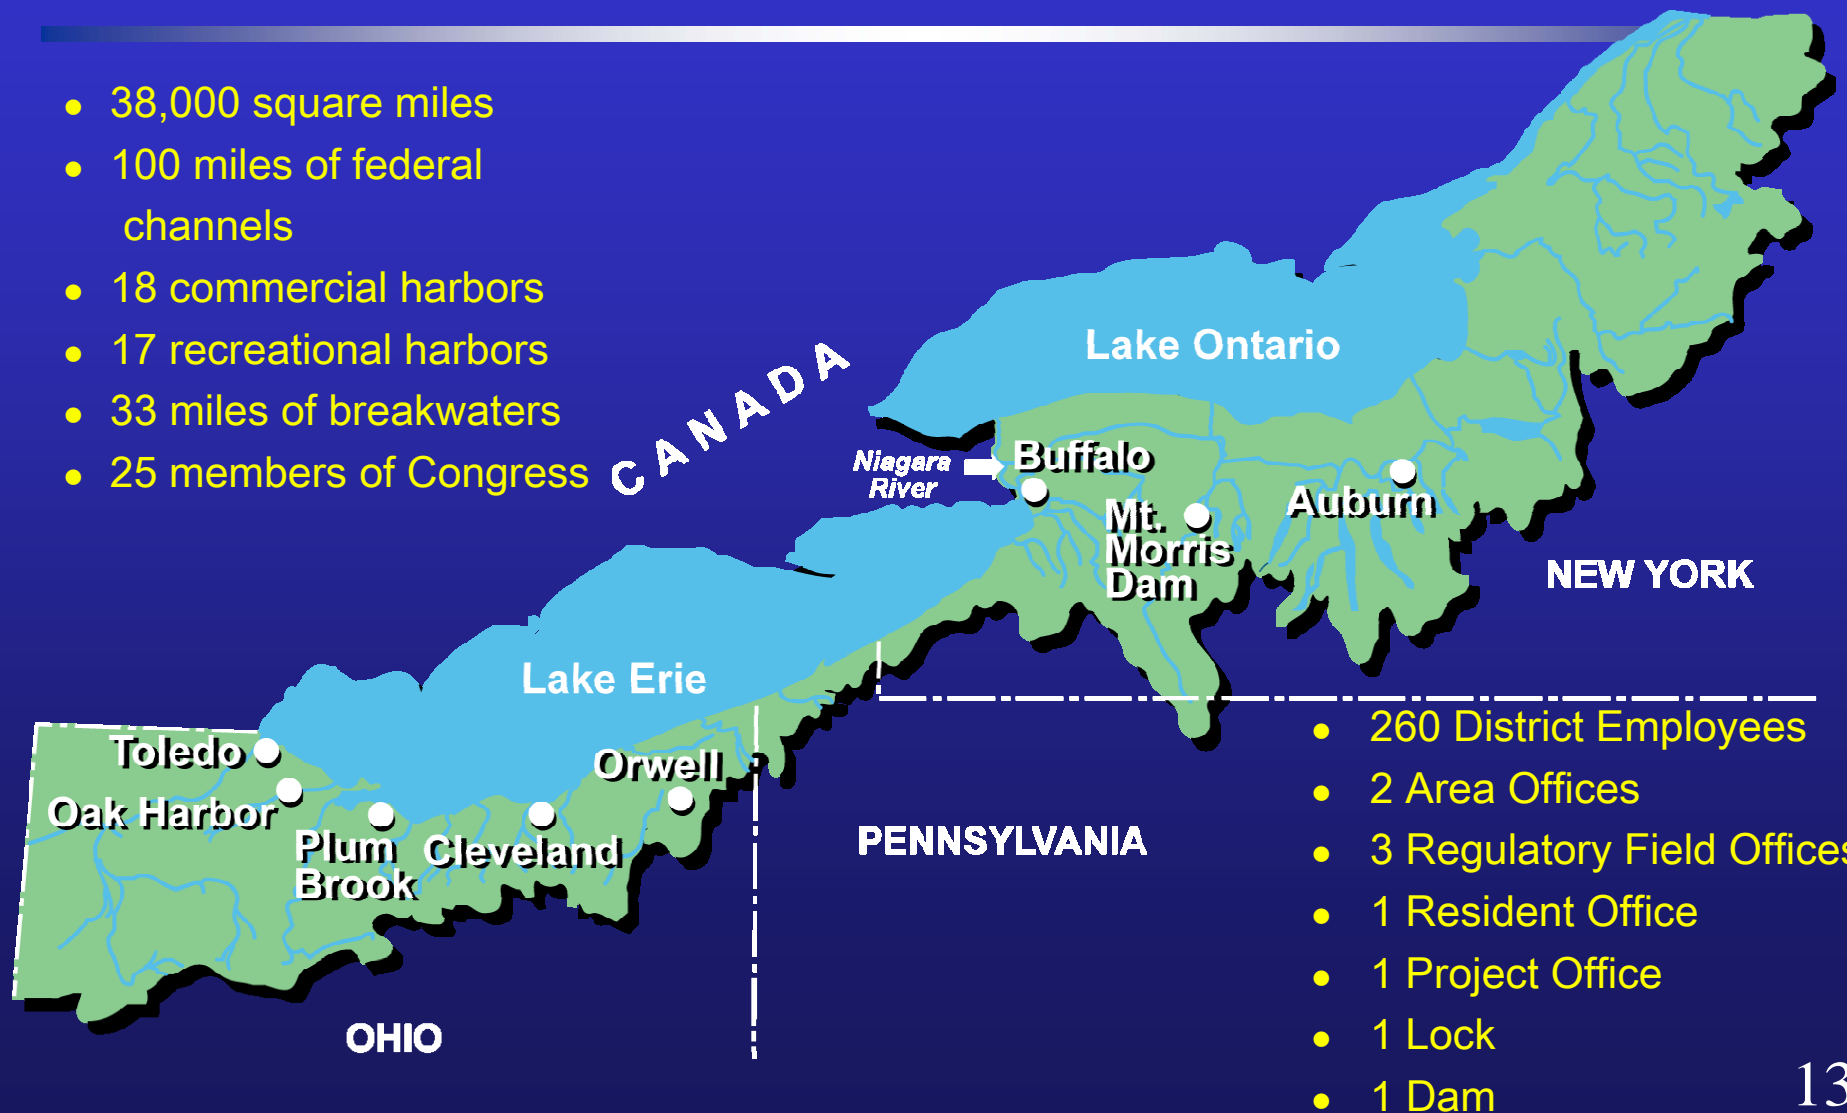 • 38,000 square miles
• 100 miles of federal
channels
• 18 commercial harbors
• 17 recreational harbors
• 33 miles of breakwaters
• 25 members of Congress
CANADA
Lake Ontario
Niagara
River
Buffalo
Mt.
Morris
Dam
Auburn
NEW YORK
Lake Erie
Toledo
Oak Harbor
Plum
Brook
Cleveland
Orwell
PENNSYLVANIA
OHIO
• 260 District Employees
• 2 Area Offices
• 3 Regulatory Field Offices
• 1 Resident Office
• 1 Project Office
• 1 Lock
• 1 Dam
13